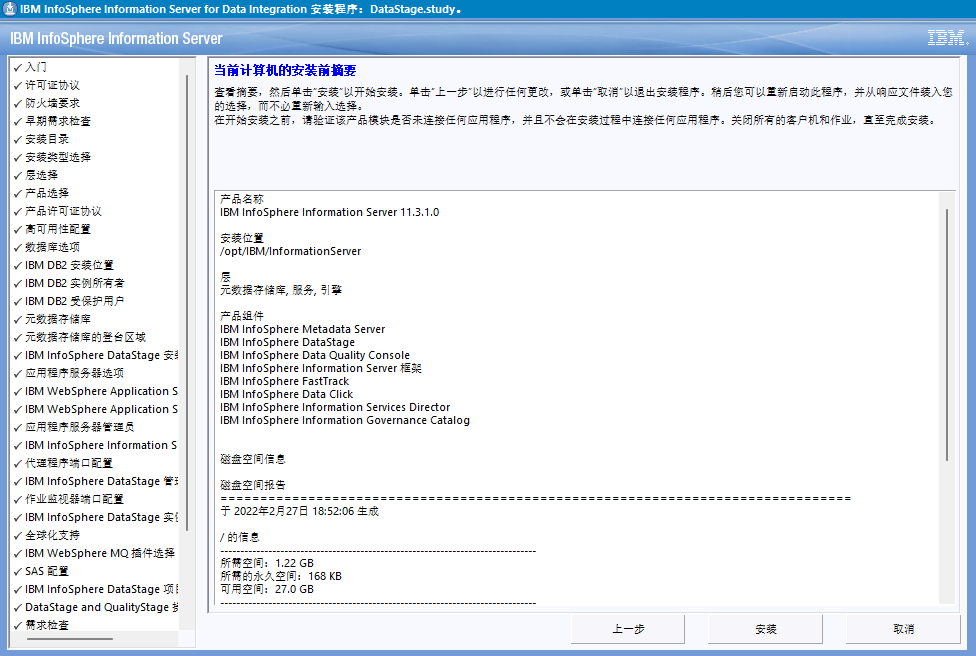 IBM InfoSphere Information Server for Data Integration 安装程序：DataStage.study。
IBM InfoSphere Information Server
IBM.
入门
许可证协议
防火墙要求
早期需求检查
安装目录
安装类型选择
层选择
产品选择
产品许可证协议
高可用性配置
数据库选项
IBM DB2 安装位置
IBM DB2 实例所有者
IBM DB2 受保护用户
元数据存储库
元数据存储库的登台区域
IBM InfoSphere DataStage 安装
应用程序服务器选项
IBM WebSphere Application S
IBM WebSphere Application S
应用程序服务器管理员
IBM InfoSphere Information S
代理程序端口配置
IBM InfoSphere DataStage 管理
作业监视器端口配置
IBM InfoSphere DataStage 实例
全球化支持
IBM WebSphere MQ 插件选择
SAS 配置
IBM InfoSphere DataStage 项目
DataStage and QualityStage
需求检查
当前计算机的安装前摘要
查看摘要，然后单击“安装”以开始安装。单击“上一步”以进行任何更改，或单击“取消”以退出安装程序。稍后您可以重新启动此程序，并从响应文件装入您
的选择，而不必重新输入选择。
在开始安装之前，请验证该产品模块是否未连接任何应用程序，并且不会在安装过程中连接任何应用程序。关闭所有的客户机和作业，直至完成安装。
产品名称
IBM InfoSphere Information Server 11.3.1.0
安装位置
/opt/IBM/InformationServer
层
元数据存储库, 服务, 引擎
产品组件
IBM InfoSphere Metadata Server
IBM InfoSphere DataStage
IBM InfoSphere Data Quality Console
IBM InfoSphere Information Server 框架
IBM InfoSphere FastTrack
IBM InfoSphere Data Click
IBM InfoSphere Information Services Director
IBM InfoSphere Information Governance Catalog
磁盘空间信息
磁盘空间报告
于 2022年2月27日 18:52:06 生成
/ 的信息
所需空间：1.22 GB
所需的永久空间：168 KB
可用空间：27.0 GB
上一步
安装
取消